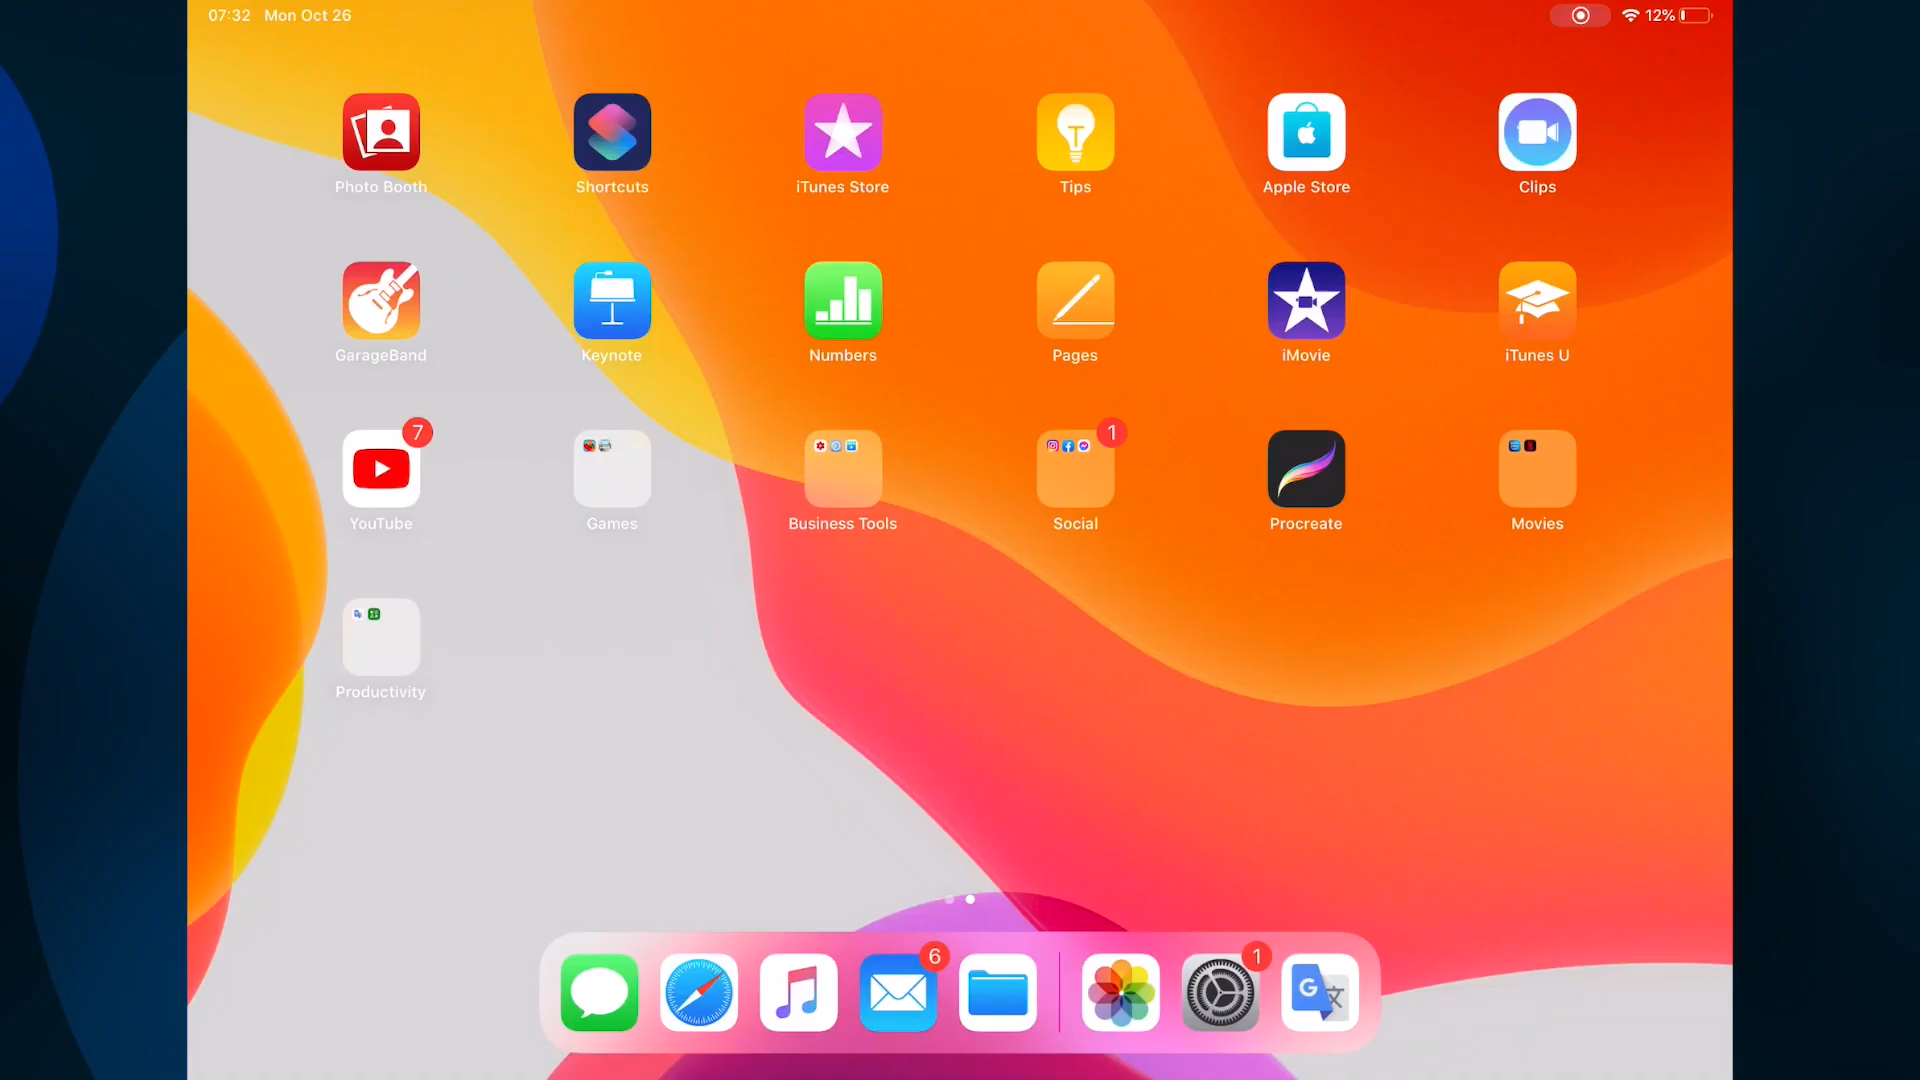 07:32 Mon Oct 26
12%
Photo Booth
Shortcuts
iTunes Store
Tips
Apple Store
Clips
GarageBand
Keynote
Numbers
Pages
iMovie
iTunes U
7
1
YouTube
Games
Business Tools
Social
Procreate
Movies
Productivity
6
1
G 文